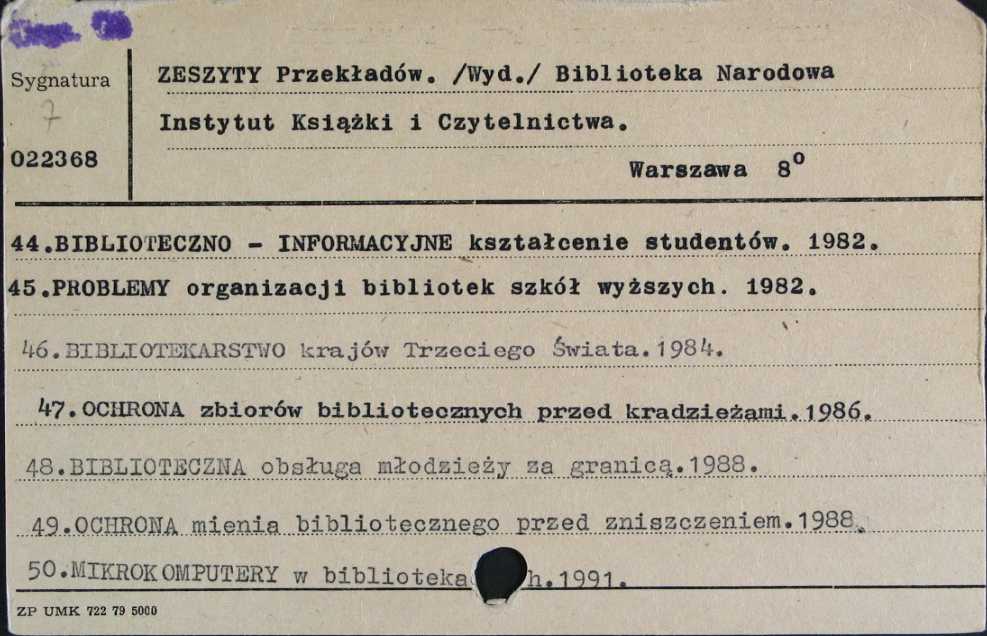 Sygnatura
7
022368
ZESZYTY Przekładów. /Wyd./ Biblioteka Narodowa
Instytut Książki i Czytelnictwa.
Warszawa 8°
44.BIBLIOTECZNO - INFORMACYJNE kształcenie studentów. 1982.
45.PROBLEMY organizacji bibliotek szkół wyższych. 1982.
46.BIBLIOTEKARSTWO krajów Trzeciego Świata.1984.
47.OCHRONA zbiorów bibliotecznych przed kradzieżami.1986.
48.BIBLIOTECZNA obsługa młodzieży za granicą.1988.
49.OCHRONA mienia bibliotecznego przed zniszczeniem.1988.
50.MIKROKOMPUTERY w biblioteka h.1991.
ZP UMK 722 79 5000